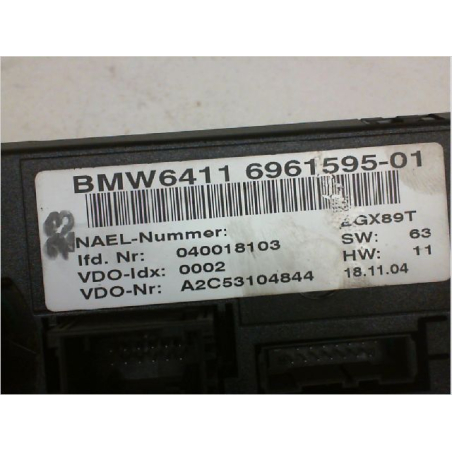 BMW6411 6961595-01
NAEL-Nummer: EGX89T
lfd. Nr: 040018103 SW: 63
VDO-Idx: 0002 HW: 11
VDO-Nr: A2C53104844 18.11.04